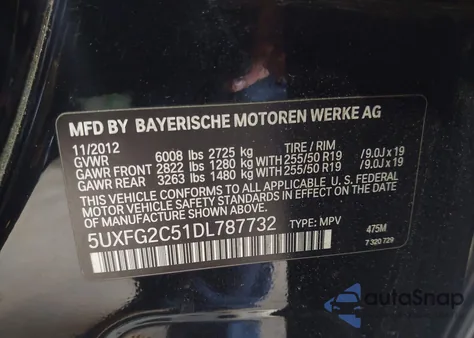 MFD BY BAYERISCHE MOTOREN WERKE AG
11/2012 TIRE / RIM
GVWR 6008 lbs 2725 kg
GAWR FRONT 2822 lbs 1280 kg WITH 255/50 R19 /9.0J x 19
GAWR REAR 3263 lbs 1480 kg WITH 255/50 R19 /9.0J x 19
THIS VEHICLE CONFORMS TO ALL APPLICABLE
U.S. FEDERAL MOTOR VEHICLE SAFETY
STANDARDS IN EFFECT ON THE DATE OF
MANUFACTURE SHOWN ABOVE.
5UXFG2C51DL787732 TYPE: MPV 475M
7 320 729
autoSnap